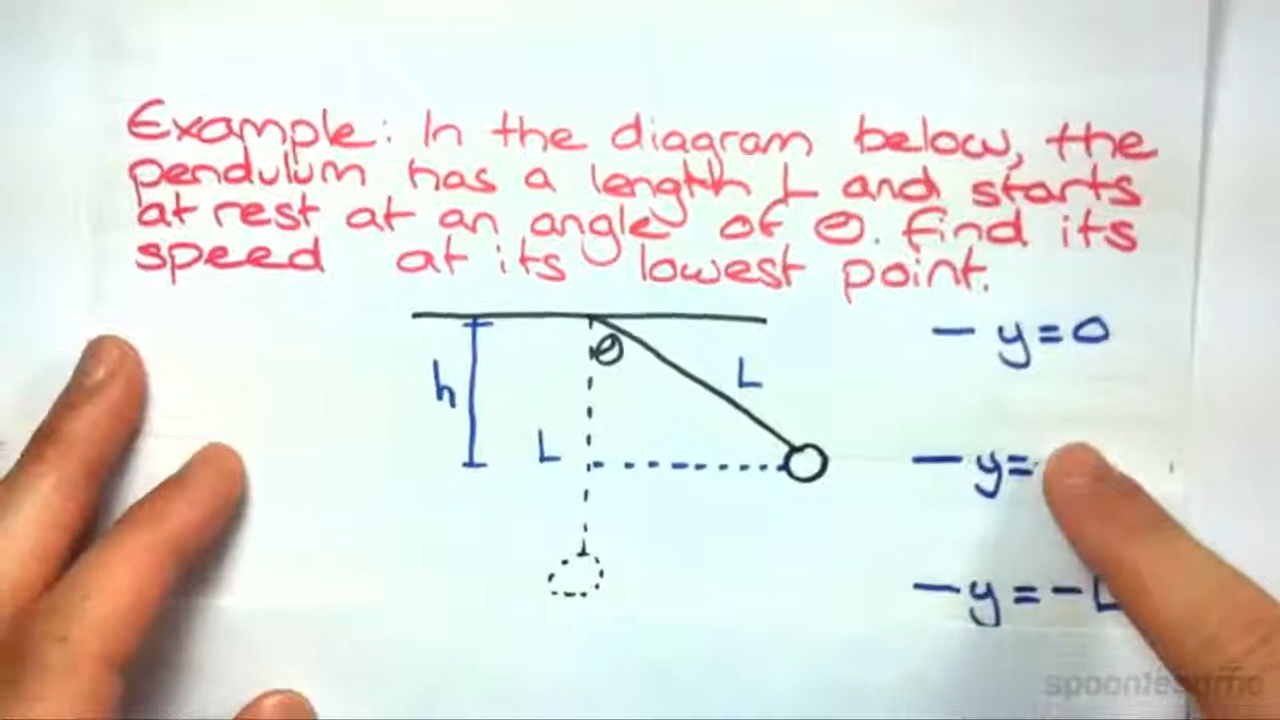 Example: In the diagram below, the
pendulum has a length L and starts
at rest at an angle of θ. find its
speed at its lowest point.
θ
h
L
L
- y=0
- y=
- y=-L